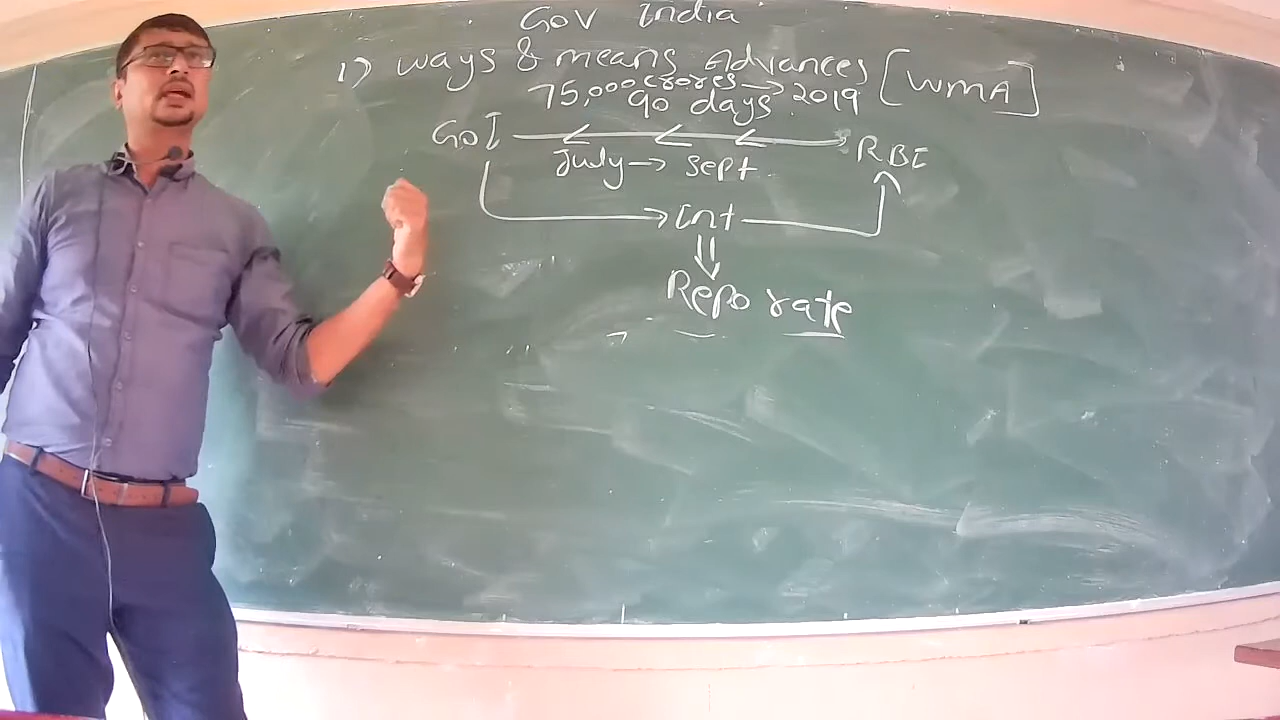 Gov India
1) ways & means Advances [WMA]
75,000 crores → 2019
90 days
GoI RBI
July → Sept
Int
Repo rate